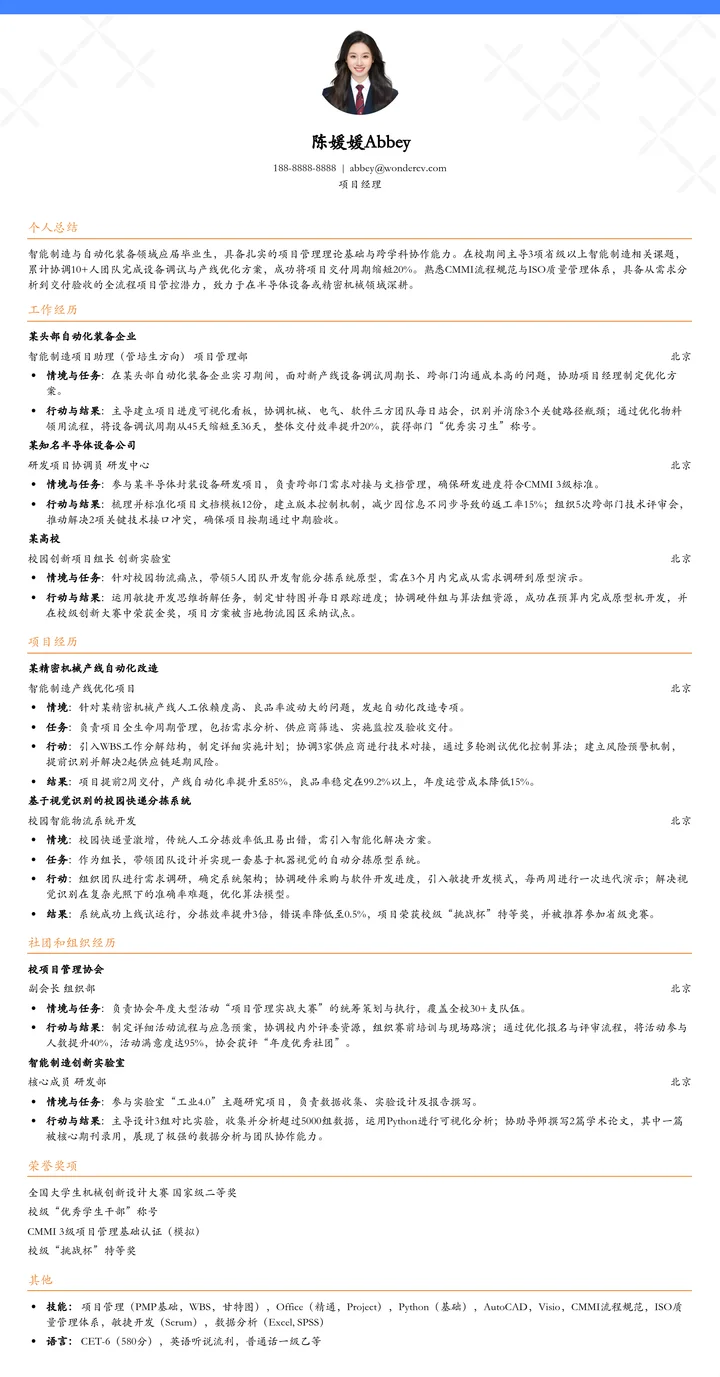 陈媛媛Abbey
188-8888-8888 | abbey@wondercv.com
项目经理
个人总结
智能制造与自动化装备领域应届毕业生，具备扎实的项目管理理论基础与跨学科协作能力。在校期间主导3项省级以上智能制造相关课题，
累计协调10+人团队完成设备调试与产线优化方案，成功将项目交付周期缩短20%。熟悉CMMI流程规范与ISO质量管理体系，具备从需求分
析到交付验收的全流程项目管控潜力，致力于在半导体设备或精密机械领域深耕。
工作经历
某头部自动化装备企业
智能制造项目助理（管培生方向） 项目管理部 北京
• 情境与任务：在某头部自动化装备企业实习期间，面对新产线设备调试周期长、跨部门沟通成本高的问题，协助项目经理制定优化方
案。
• 行动与结果：主导建立项目进度可视化看板，协调机械、电气、软件三方团队每日站会，识别并消除3个关键路径瓶颈；通过优化物料
领用流程，将设备调试周期从45天缩短至36天，整体交付效率提升20%，获得部门“优秀实习生”称号。
某知名半导体设备公司
研发项目协调员 研发中心 北京
• 情境与任务：参与某半导体封装设备研发项目，负责跨部门需求对接与文档管理，确保研发进度符合CMMI 3级标准。
• 行动与结果：梳理并标准化项目文档模板12份，建立版本控制机制，减少因信息不同步导致的返工率15%；组织5次跨部门技术评审会，
推动解决2项关键技术接口冲突，确保项目按期通过中期验收。
某高校
校园创新项目组长 创新实验室 北京
• 情境与任务：针对校园物流痛点，带领5人团队开发智能分拣系统原型，需在3个月内完成从需求调研到原型演示。
• 行动与结果：运用敏捷开发思维拆解任务，制定甘特图并每日跟踪进度；协调硬件组与算法组资源，成功在预算内完成原型机开发，并
在校级创新大赛中荣获金奖，项目方案被当地物流园区采纳试点。
项目经历
某精密机械产线自动化改造
智能制造产线优化项目 北京
• 情境：针对某精密机械产线人工依赖度高、良品率波动大的问题，发起自动化改造专项。
• 任务：负责项目全生命周期管理，包括需求分析、供应商筛选、实施监控及验收交付。
• 行动：引入WBS工作分解结构，制定详细实施计划；协调3家供应商进行技术对接，通过多轮测试优化控制算法；建立风险预警机制，
提前识别并解决2起供应链延期风险。
• 结果：项目提前2周交付，产线自动化率提升至85%，良品率稳定在99.2%以上，年度运营成本降低15%。
基于视觉识别的校园快递分拣系统
校园智能物流系统开发 北京
• 情境：校园快递量激增，传统人工分拣效率低且易出错，需引入智能化解决方案。
• 任务：作为组长，带领团队设计并实现一套基于机器视觉的自动分拣原型系统。
• 行动：组织团队进行需求调研，确定系统架构；协调硬件采购与软件开发进度，引入敏捷开发模式，每两周进行一次迭代演示；解决视
觉识别在复杂光照下的准确率难题，优化算法模型。
• 结果：系统成功上线试运行，分拣效率提升3倍，错误率降低至0.5%，项目荣获校级“挑战杯”特等奖，并被推荐参加省级竞赛。
社团和组织经历
校项目管理协会
副会长 组织部 北京
• 情境与任务：负责协会年度大型活动“项目管理实战大赛”的统筹策划与执行，覆盖全校30+支队伍。
• 行动与结果：制定详细活动流程与应急预案，协调校内外评委资源，组织赛前培训与现场路演；通过优化报名与评审流程，将活动参与
人数提升40%，活动满意度达95%，协会获评“年度优秀社团”。
智能制造创新实验室
核心成员 研发部 北京
• 情境与任务：参与实验室“工业4.0”主题研究项目，负责数据收集、实验设计及报告撰写。
• 行动与结果：主导设计3组对比实验，收集并分析超过5000组数据，运用Python进行可视化分析；协助导师撰写2篇学术论文，其中一篇
被核心期刊录用，展现了极强的数据分析与团队协作能力。
荣誉奖项
全国大学生机械创新设计大赛 国家级二等奖
校级“优秀学生干部”称号
CMMI 3级项目管理基础认证（模拟）
校级“挑战杯”特等奖
其他
• 技能： 项目管理（PMP基础，WBS，甘特图），Office（精通，Project），Python（基础），AutoCAD，Visio，CMMI流程规范，ISO质
量管理体系，敏捷开发（Scrum），数据分析（Excel, SPSS）
• 语言： CET-6（580分），英语听说流利，普通话一级乙等